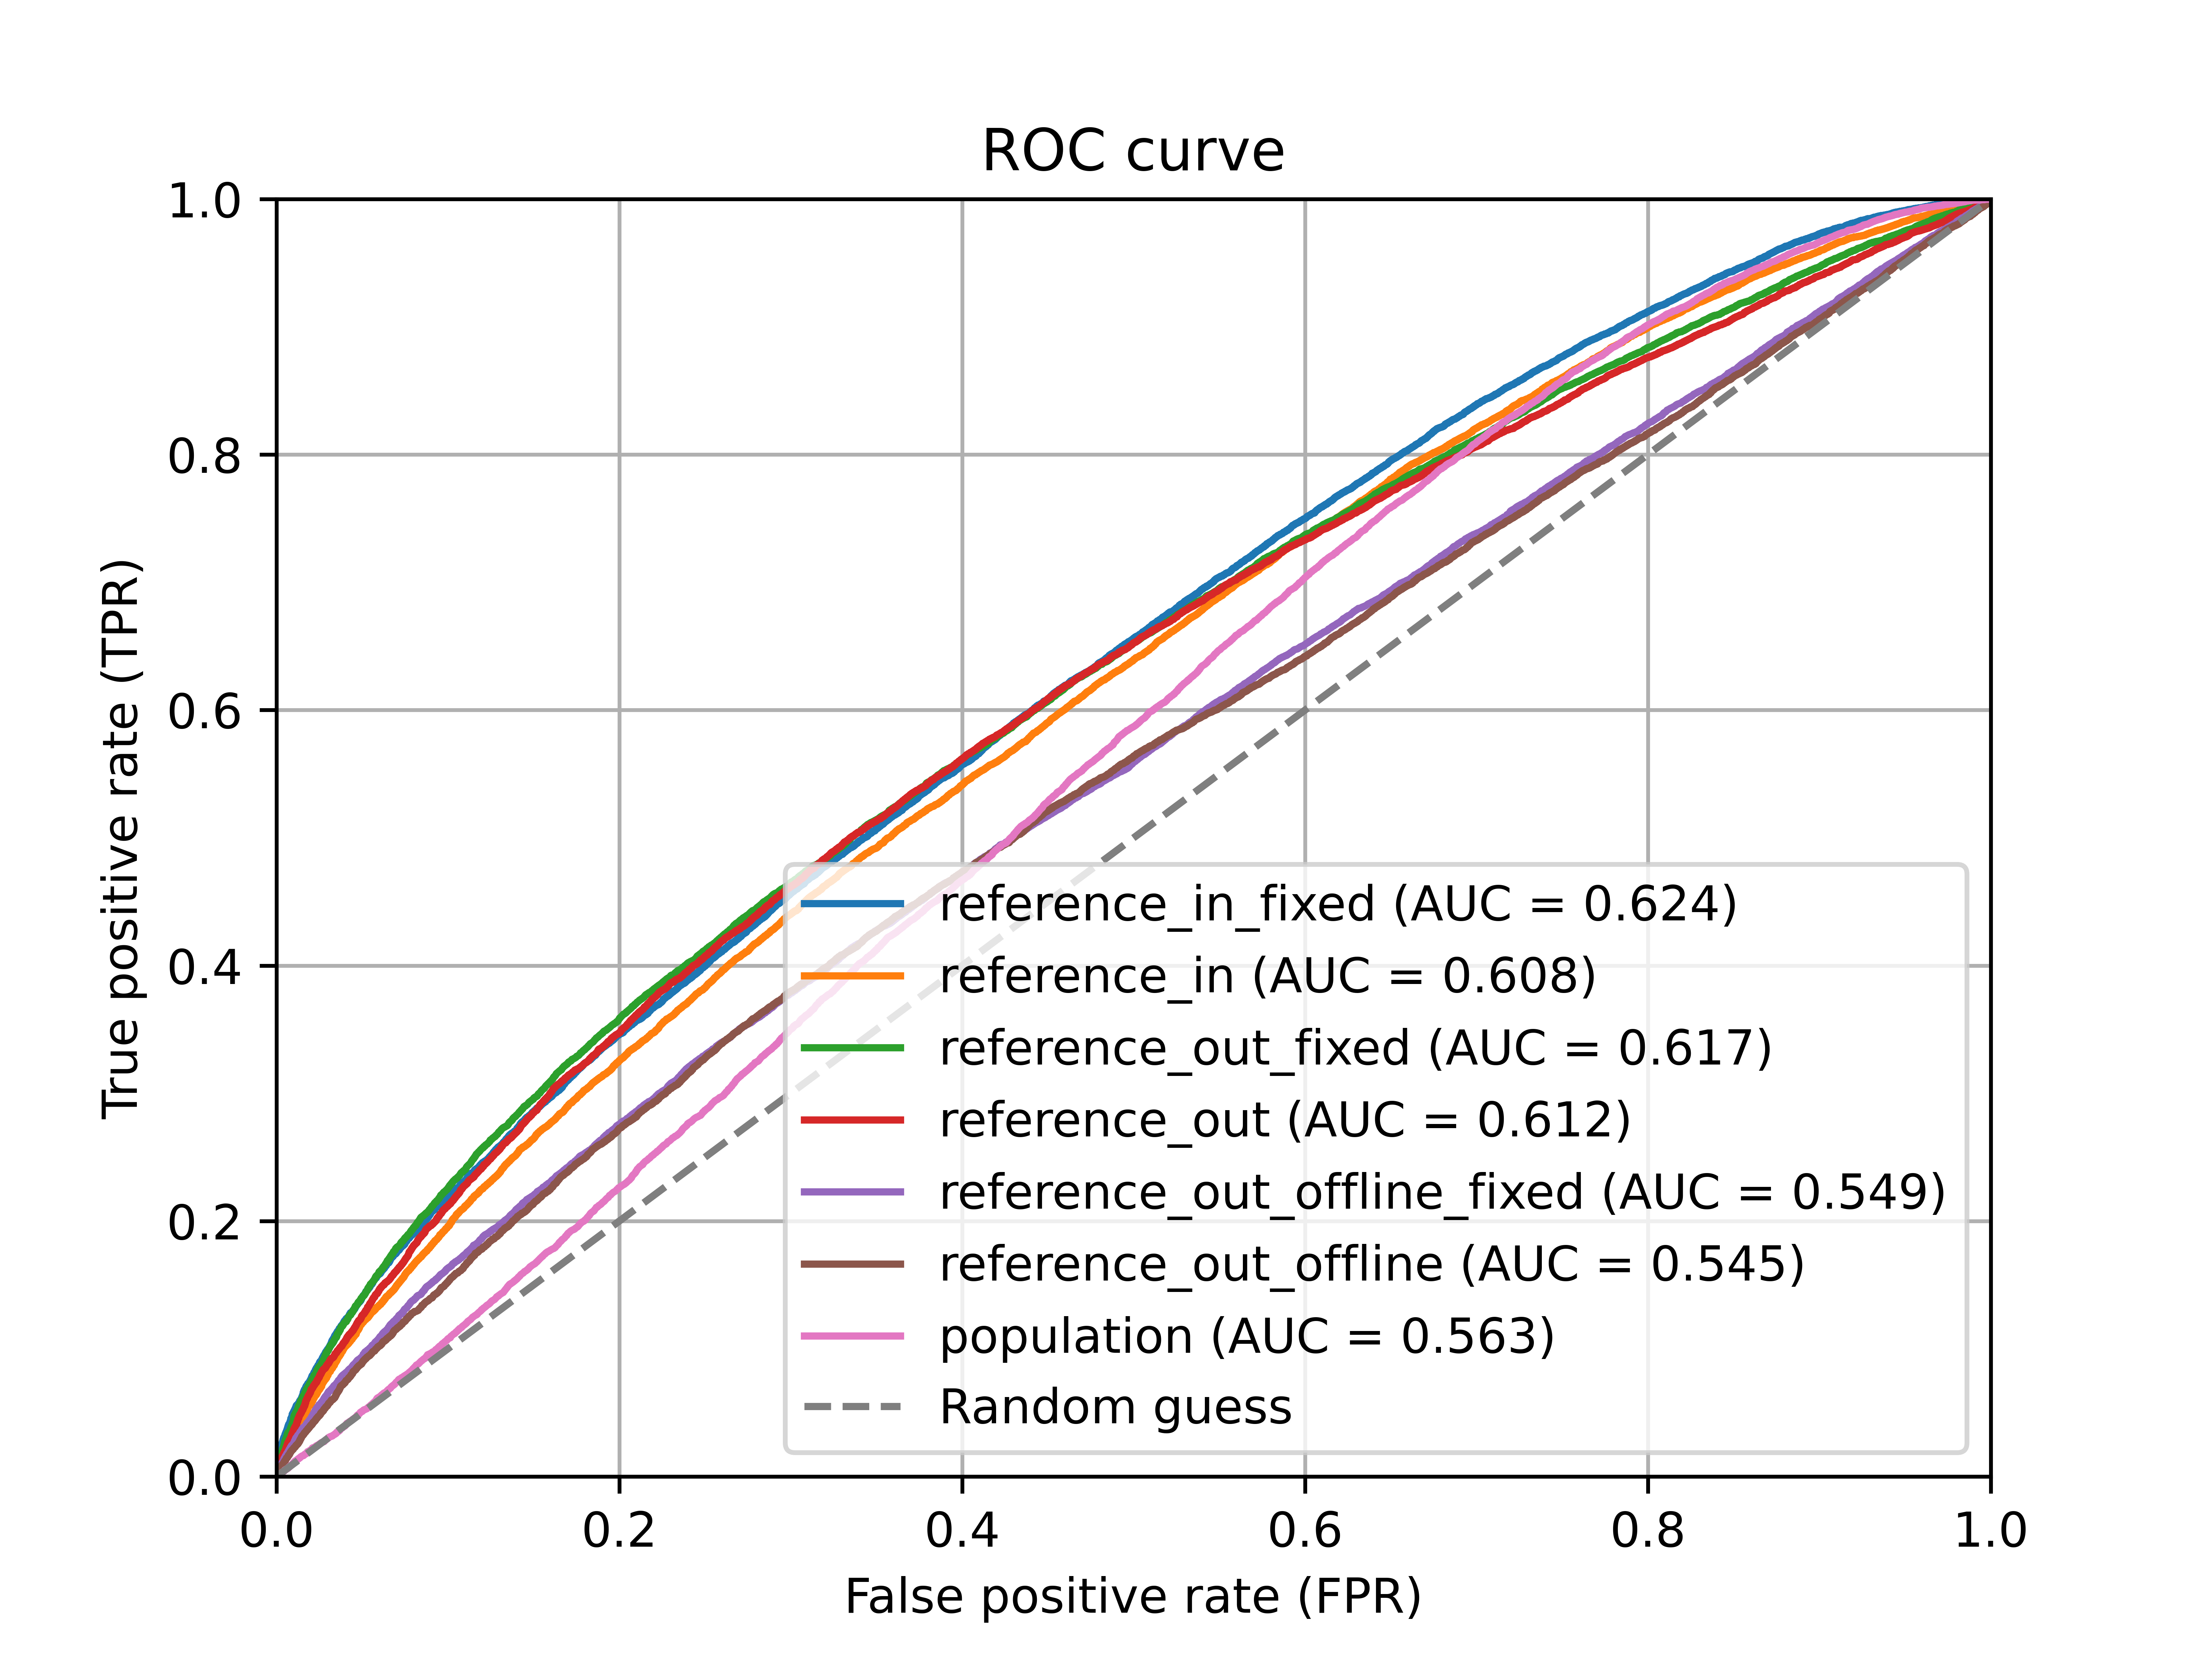 ROC curve
1.0
0.8
0.6
0.4
0.2
0.0
True positive rate (TPR)
reference_in_fixed (AUC = 0.624)
reference_in (AUC = 0.608)
reference_out_fixed (AUC = 0.617)
reference_out (AUC = 0.612)
reference_out_offline_fixed (AUC = 0.549)
reference_out_offline (AUC = 0.545)
population (AUC = 0.563)
Random guess
0.0 0.2 0.4 0.6 0.8 1.0
False positive rate (FPR)